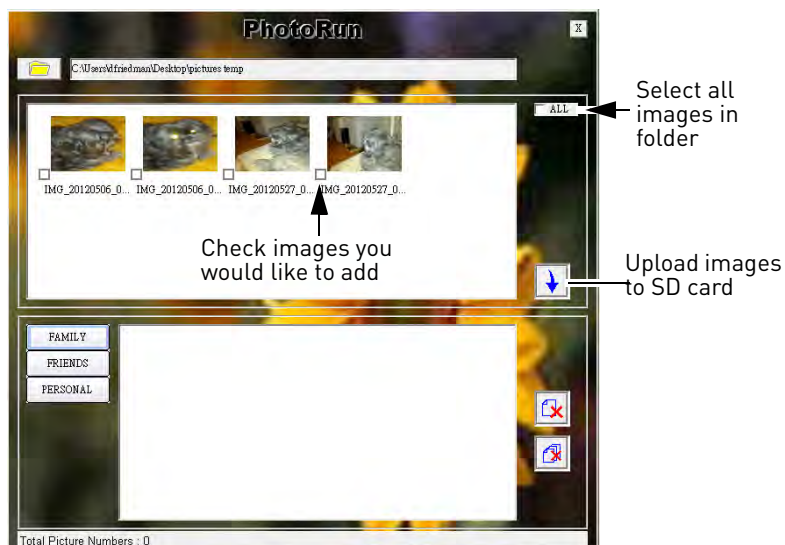 PhotoRun
X
C:\Users\dfriedman\Desktop\pictures temp
ALL
Select all
images in
folder
IMG_20120506_0... IMG_20120506_0... IMG_20120527_0... IMG_20120527_0...
Check images you
would like to add
Upload images
to SD card
FAMILY
FRIENDS
PERSONAL
Total Picture Numbers : 0